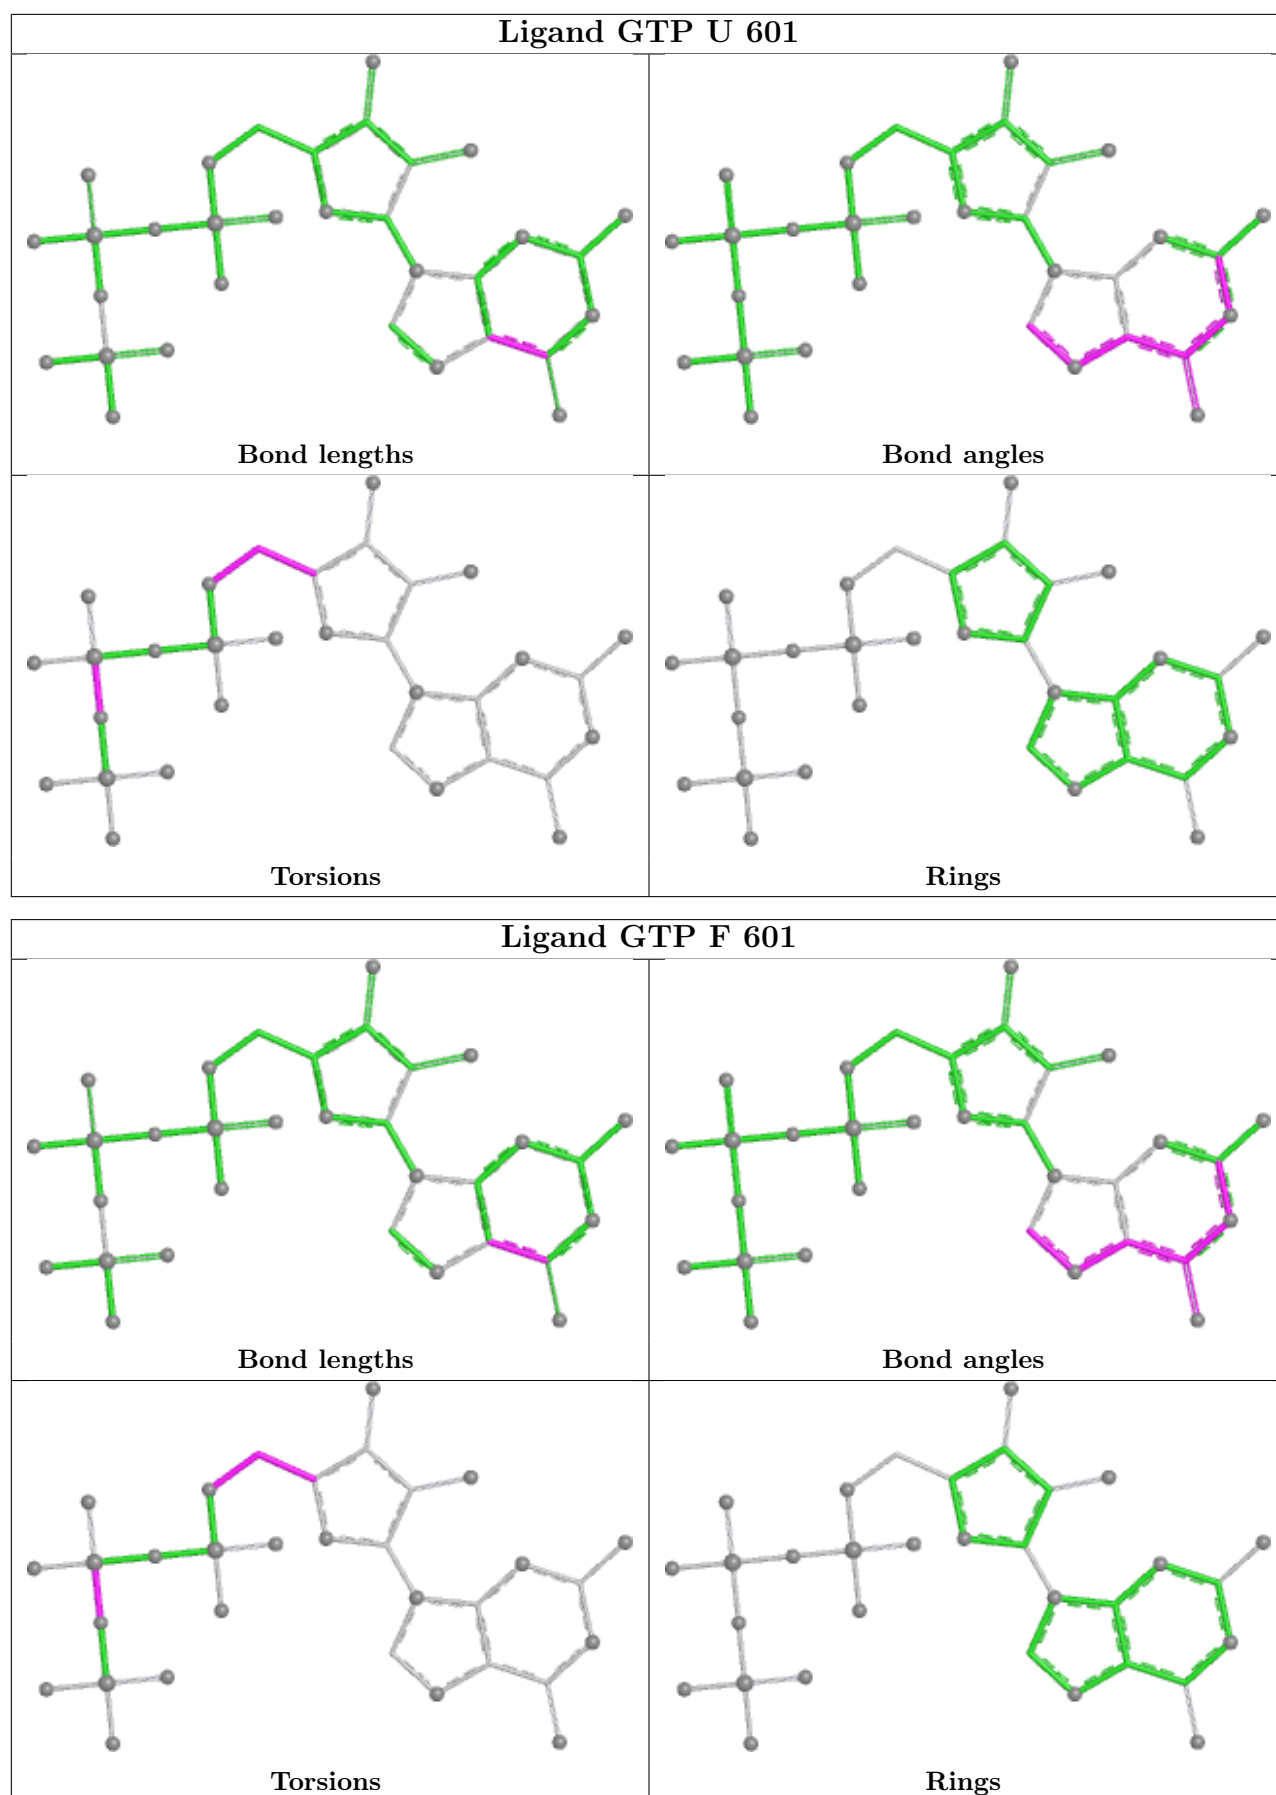 Ligand GTP U 601
Bond lengths
Bond angles
Torsions
Rings
Ligand GTP F 601
Bond lengths
Bond angles
Torsions
Rings